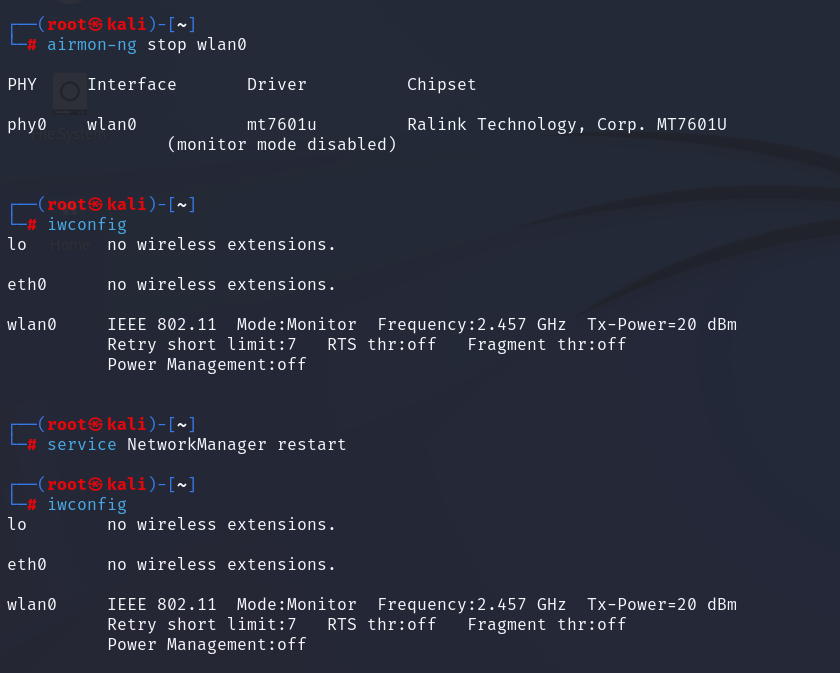 ┌──(root㉿kali)-[~]
└─# airmon-ng stop wlan0
PHY     Interface       Driver          Chipset
phy0    wlan0           mt7601u         Ralink Technology, Corp. MT7601U
                (monitor mode disabled)
┌──(root㉿kali)-[~]
└─# iwconfig
lo        no wireless extensions.
Home
eth0      no wireless extensions.
wlan0     IEEE 802.11  Mode:Monitor  Frequency:2.457 GHz  Tx-Power=20 dBm
          Retry short limit:7   RTS thr:off   Fragment thr:off
          Power Management:off
┌──(root㉿kali)-[~]
└─# service NetworkManager restart
┌──(root㉿kali)-[~]
└─# iwconfig
lo        no wireless extensions.
eth0      no wireless extensions.
wlan0     IEEE 802.11  Mode:Monitor  Frequency:2.457 GHz  Tx-Power=20 dBm
          Retry short limit:7   RTS thr:off   Fragment thr:off
          Power Management:off